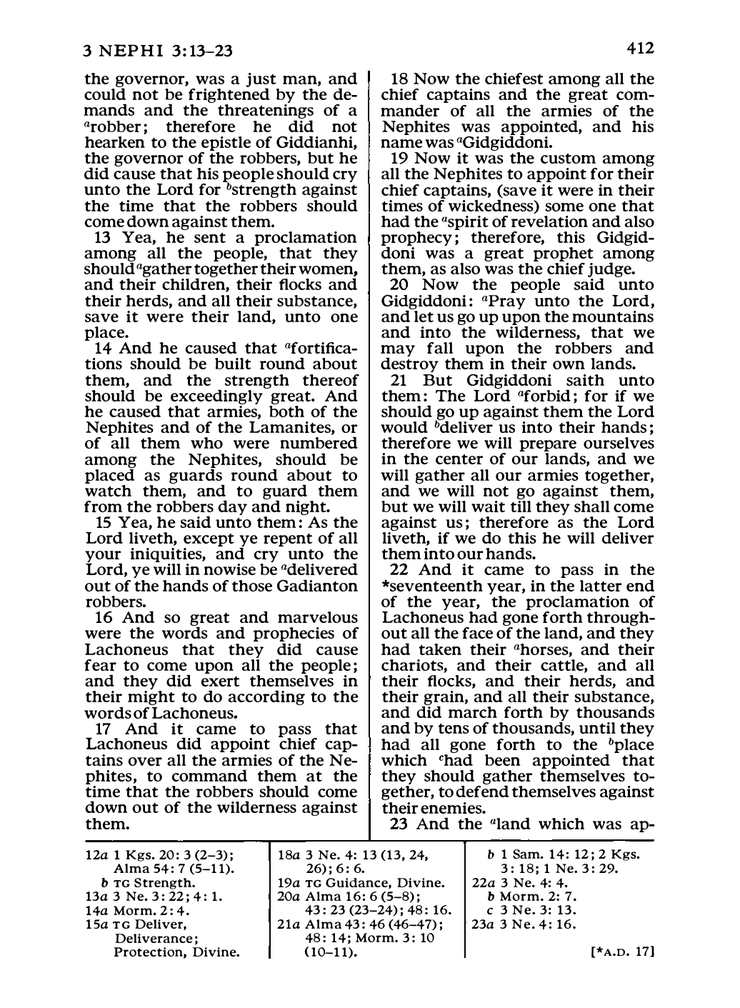 3 NEPHI 3:13–23
412
the governor, was a just man, and
could not be frightened by the de-
mands and the threatenings of a
ᵃrobber; therefore he did not
hearken to the epistle of Giddianhi,
the governor of the robbers, but he
did cause that his people should cry
unto the Lord for ᵇstrength against
the time that the robbers should
come down against them.
13 Yea, he sent a proclamation
among all the people, that they
should ᵃgather together their women,
and their children, their flocks and
their herds, and all their substance,
save it were their land, unto one
place.
14 And he caused that ᵃfortifica-
tions should be built round about
them, and the strength thereof
should be exceedingly great. And
he caused that armies, both of the
Nephites and of the Lamanites, or
of all them who were numbered
among the Nephites, should be
placed as guards round about to
watch them, and to guard them
from the robbers day and night.
15 Yea, he said unto them: As the
Lord liveth, except ye repent of all
your iniquities, and cry unto the
Lord, ye will in nowise be ᵃdelivered
out of the hands of those Gadianton
robbers.
16 And so great and marvelous
were the words and prophecies of
Lachoneus that they did cause
fear to come upon all the people;
and they did exert themselves in
their might to do according to the
words of Lachoneus.
17 And it came to pass that
Lachoneus did appoint chief cap-
tains over all the armies of the Ne-
phites, to command them at the
time that the robbers should come
down out of the wilderness against
them.
18 Now the chiefest among all the
chief captains and the great com-
mander of all the armies of the
Nephites was appointed, and his
name was ᵃGidgiddoni.
19 Now it was the custom among
all the Nephites to appoint for their
chief captains, (save it were in their
times of wickedness) some one that
had the ᵃspirit of revelation and also
prophecy; therefore, this Gidgid-
doni was a great prophet among
them, as also was the chief judge.
20 Now the people said unto
Gidgiddoni: ᵃPray unto the Lord,
and let us go up upon the mountains
and into the wilderness, that we
may fall upon the robbers and
destroy them in their own lands.
21 But Gidgiddoni saith unto
them: The Lord ᵃforbid; for if we
should go up against them the Lord
would ᵇdeliver us into their hands;
therefore we will prepare ourselves
in the center of our lands, and we
will gather all our armies together,
and we will not go against them,
but we will wait till they shall come
against us; therefore as the Lord
liveth, if we do this he will deliver
them into our hands.
22 And it came to pass in the
*seventeenth year, in the latter end
of the year, the proclamation of
Lachoneus had gone forth through-
out all the face of the land, and they
had taken their ᵃhorses, and their
chariots, and their cattle, and all
their flocks, and their herds, and
their grain, and all their substance,
and did march forth by thousands
and by tens of thousands, until they
had all gone forth to the ᵇplace
which ᶜhad been appointed that
they should gather themselves to-
gether, to defend themselves against
their enemies.
23 And the ᵃland which was ap-
12a 1 Kgs. 20: 3 (2–3);
Alma 54: 7 (5–11).
b TG Strength.
13a 3 Ne. 3: 22; 4: 1.
14a Morm. 2: 4.
15a TG Deliver,
Deliverance;
Protection, Divine.
18a 3 Ne. 4: 13 (13, 24,
26); 6: 6.
19a TG Guidance, Divine.
20a Alma 16: 6 (5–8);
43: 23 (23–24); 48: 16.
21a Alma 43: 46 (46–47);
48: 14; Morm. 3: 10
(10–11).
b 1 Sam. 14: 12; 2 Kgs.
3: 18; 1 Ne. 3: 29.
22a 3 Ne. 4: 4.
b Morm. 2: 7.
c 3 Ne. 3: 13.
23a 3 Ne. 4: 16.
[*A.D. 17]